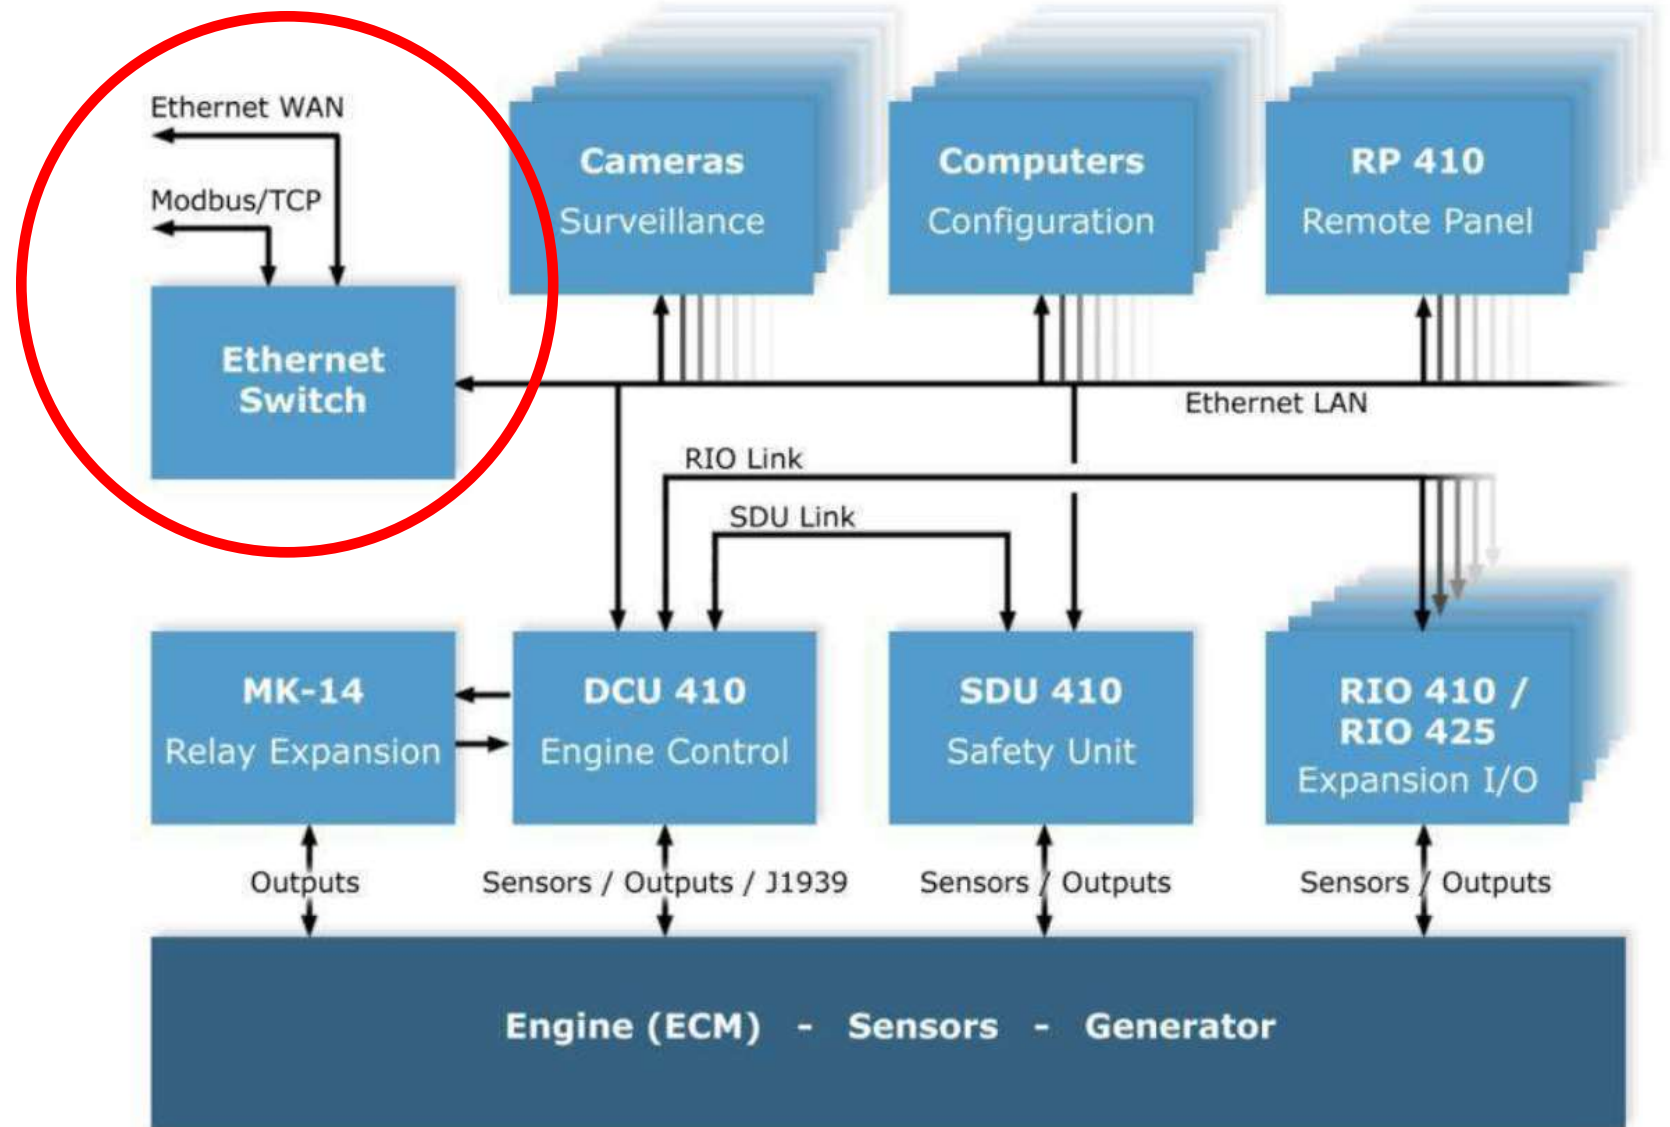 Ethernet WAN
Modbus/TCP
Ethernet
Switch
Cameras
Surveillance
Computers
Configuration
RP 410
Remote Panel
Ethernet LAN
RIO Link
SDU Link
MK-14
Relay Expansion
DCU 410
Engine Control
SDU 410
Safety Unit
RIO 410 /
RIO 425
Expansion I/O
Outputs
Sensors / Outputs / J1939
Sensors / Outputs
Sensors / Outputs
Engine (ECM) - Sensors - Generator